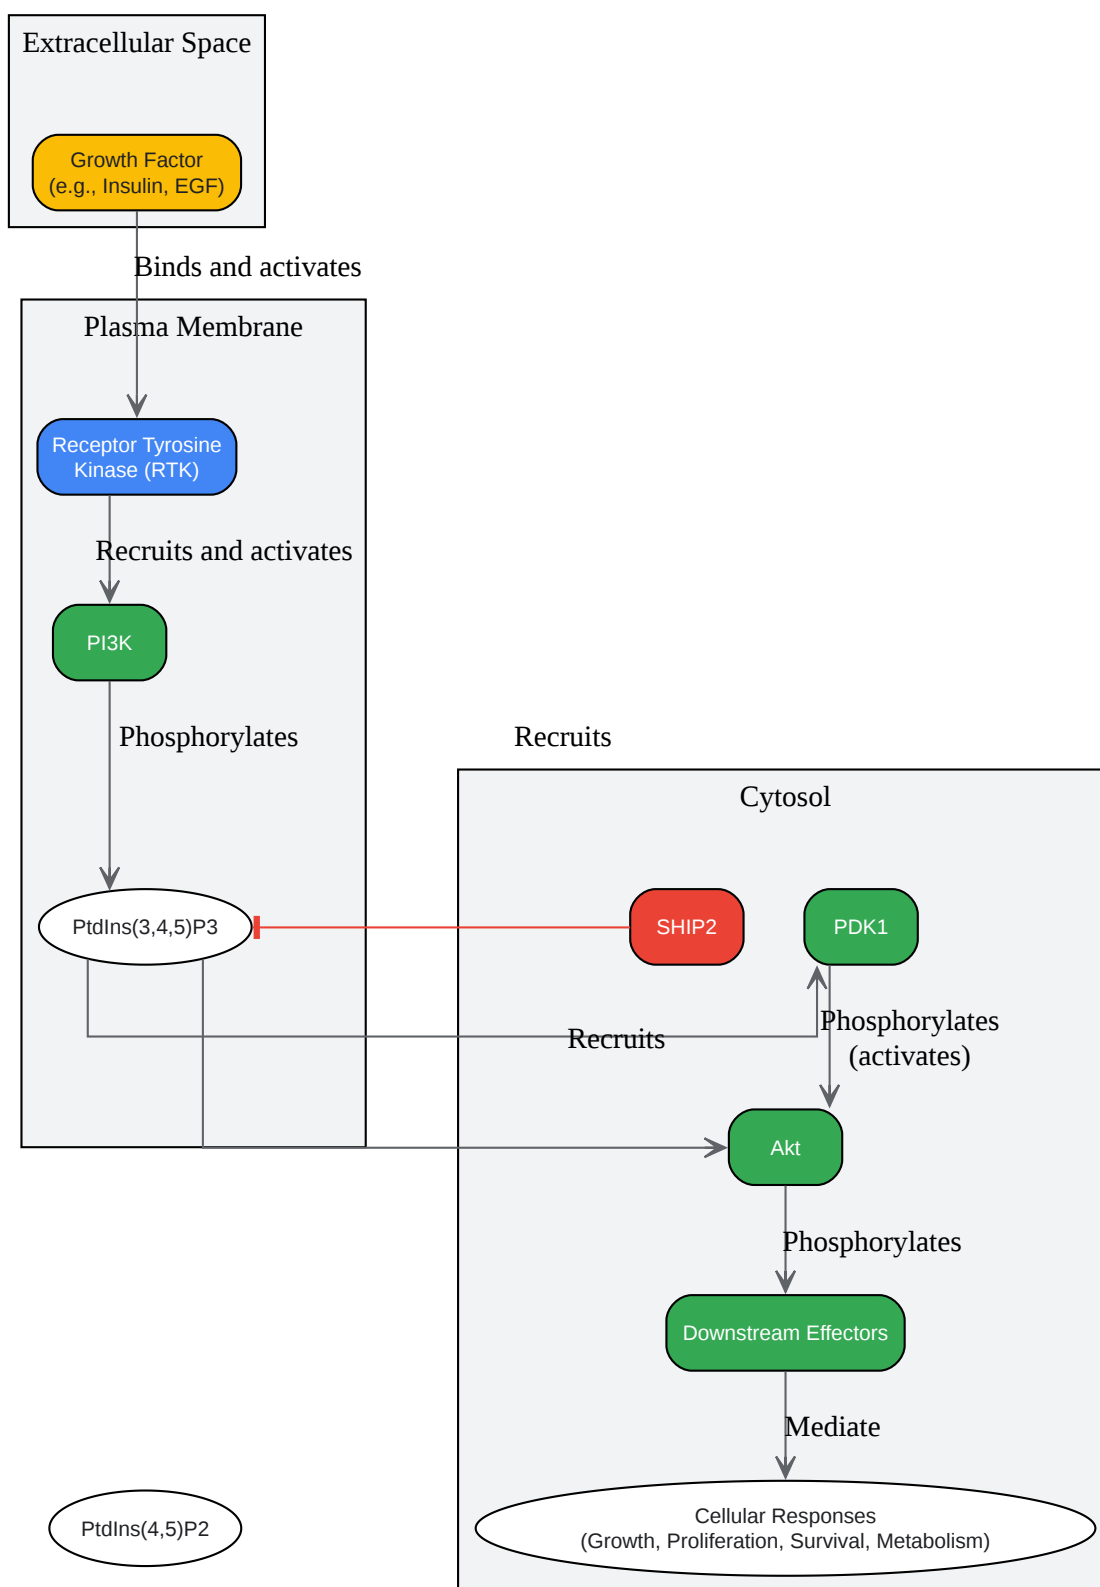 Extracellular Space
Growth Factor
(e.g., Insulin, EGF)
Binds and activates
Plasma Membrane
Receptor Tyrosine
Kinase (RTK)
Recruits and activates
PI3K
Phosphorylates
Recruits
Cytosol
PtdIns(3,4,5)P3
SHIP2
PDK1
Recruits
Phosphorylates
(activates)
Akt
Phosphorylates
Downstream Effectors
Mediate
Cellular Responses
(Growth, Proliferation, Survival, Metabolism)
PtdIns(4,5)P2